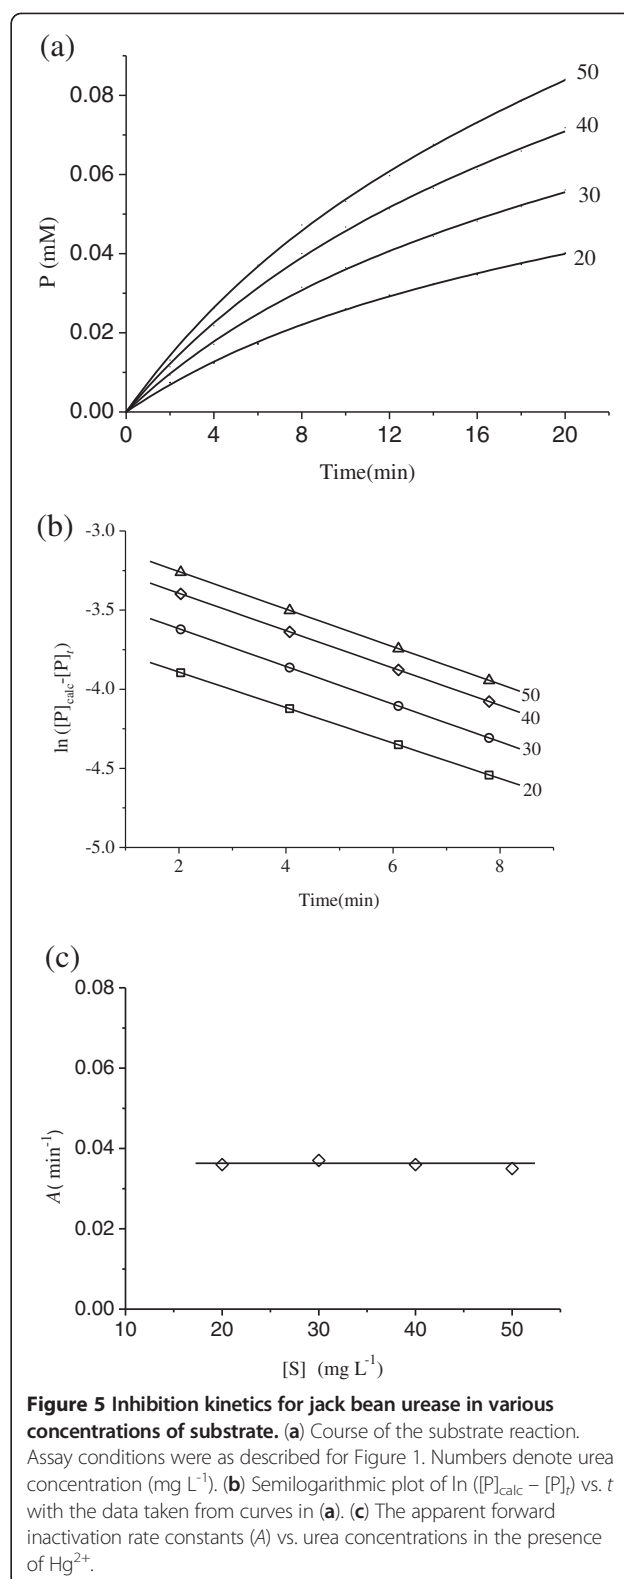 (a)
0.08
0.06
0.04
0.02
0.00
P (mM)
50
40
30
20
0 4 8 12 16 20
Time(min)
(b)
-3.0
-3.5
-4.0
-4.5
-5.0
ln ([P]calc-[P]t)
50
40
30
20
2 4 6 8
Time(min)
(c)
0.08
0.06
0.04
0.02
0.00
A( min-1)
10 20 30 40 50
[S] (mg L-1)
Figure 5 Inhibition kinetics for jack bean urease in various
concentrations of substrate. (a) Course of the substrate reaction.
Assay conditions were as described for Figure 1. Numbers denote urea
concentration (mg L-1). (b) Semilogarithmic plot of ln ([P]calc – [P]t) vs. t
with the data taken from curves in (a). (c) The apparent forward
inactivation rate constants (A) vs. urea concentrations in the presence
of Hg2+.